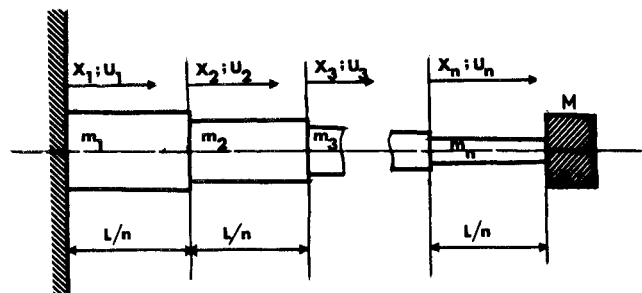 X₁;U₁ X₂;U₂ X₃;U₃ Xₙ;Uₙ
M
m₁ m₂ m₃ mₙ
L/n L/n L/n